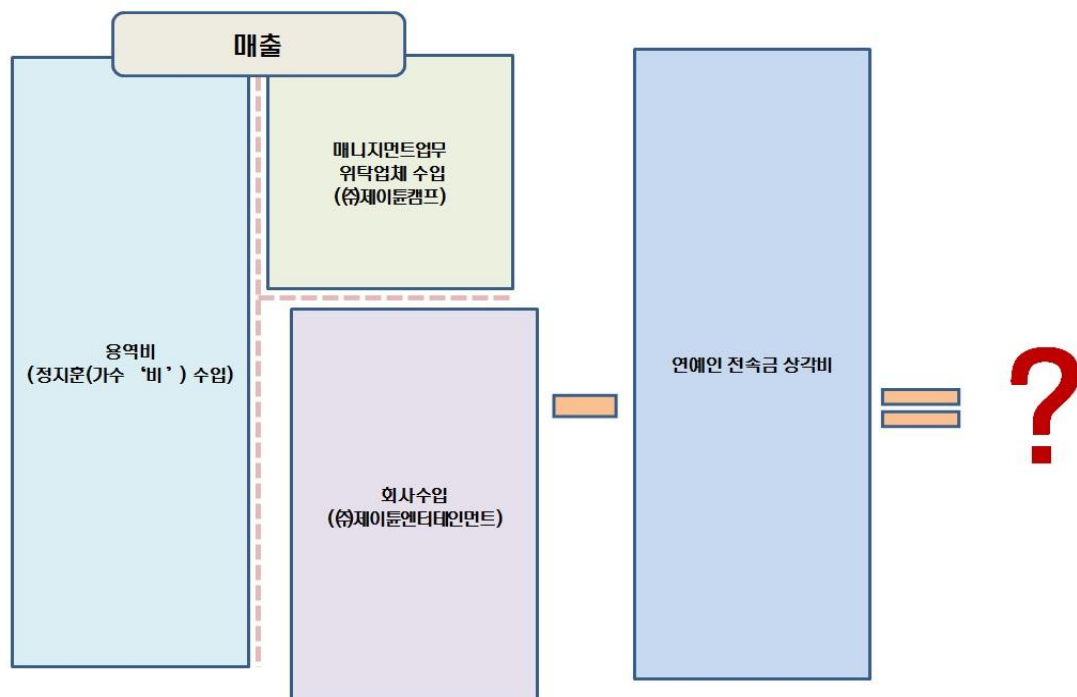 매출
매니지먼트업무
위탁업체 수입
(㈜제이튠캠프)
용역비
(정지훈(가수 ‘비’) 수입)
회사수입
(㈜제이튠엔터테인먼트)
연예인 전속금 상각비
?